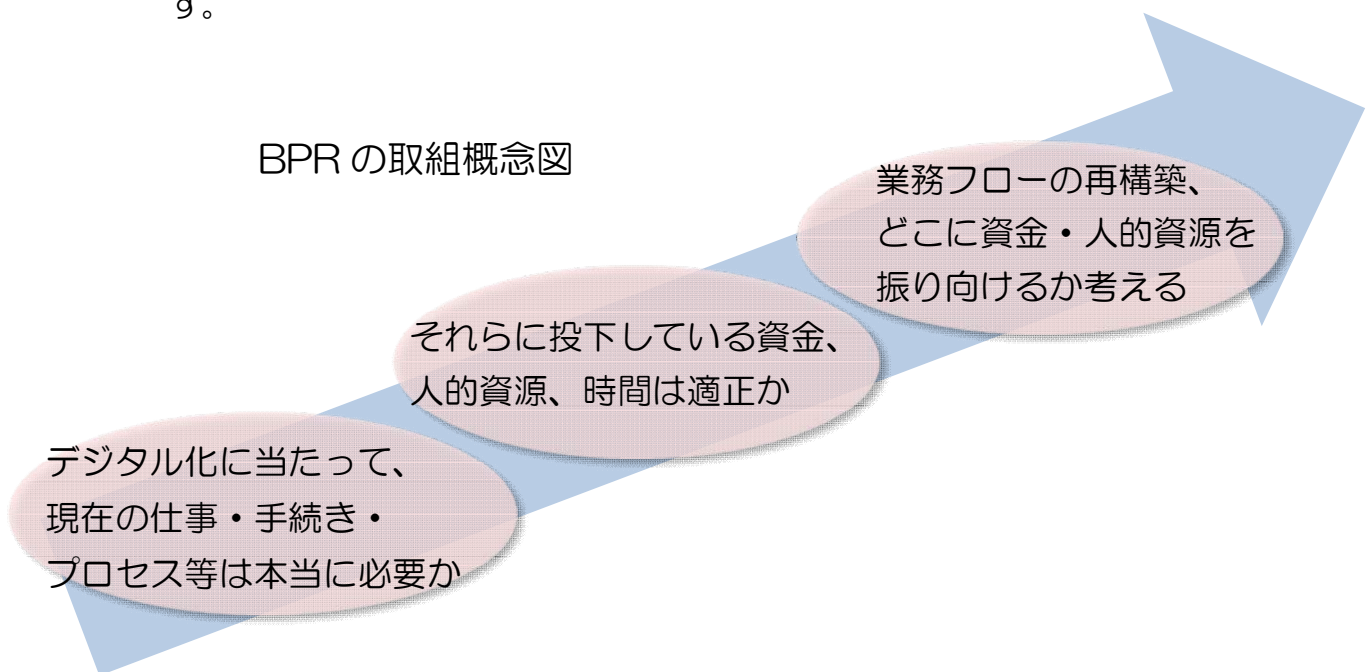 す。
BPR の取組概念図
業務フローの再構築、
どこに資金・人的資源を
振り向けるか考える
それらに投下している資金、
人的資源、時間は適正か
デジタル化に当たって、
現在の仕事・手続き・
プロセス等は本当に必要か